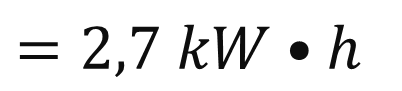 = 2,7 kW • h